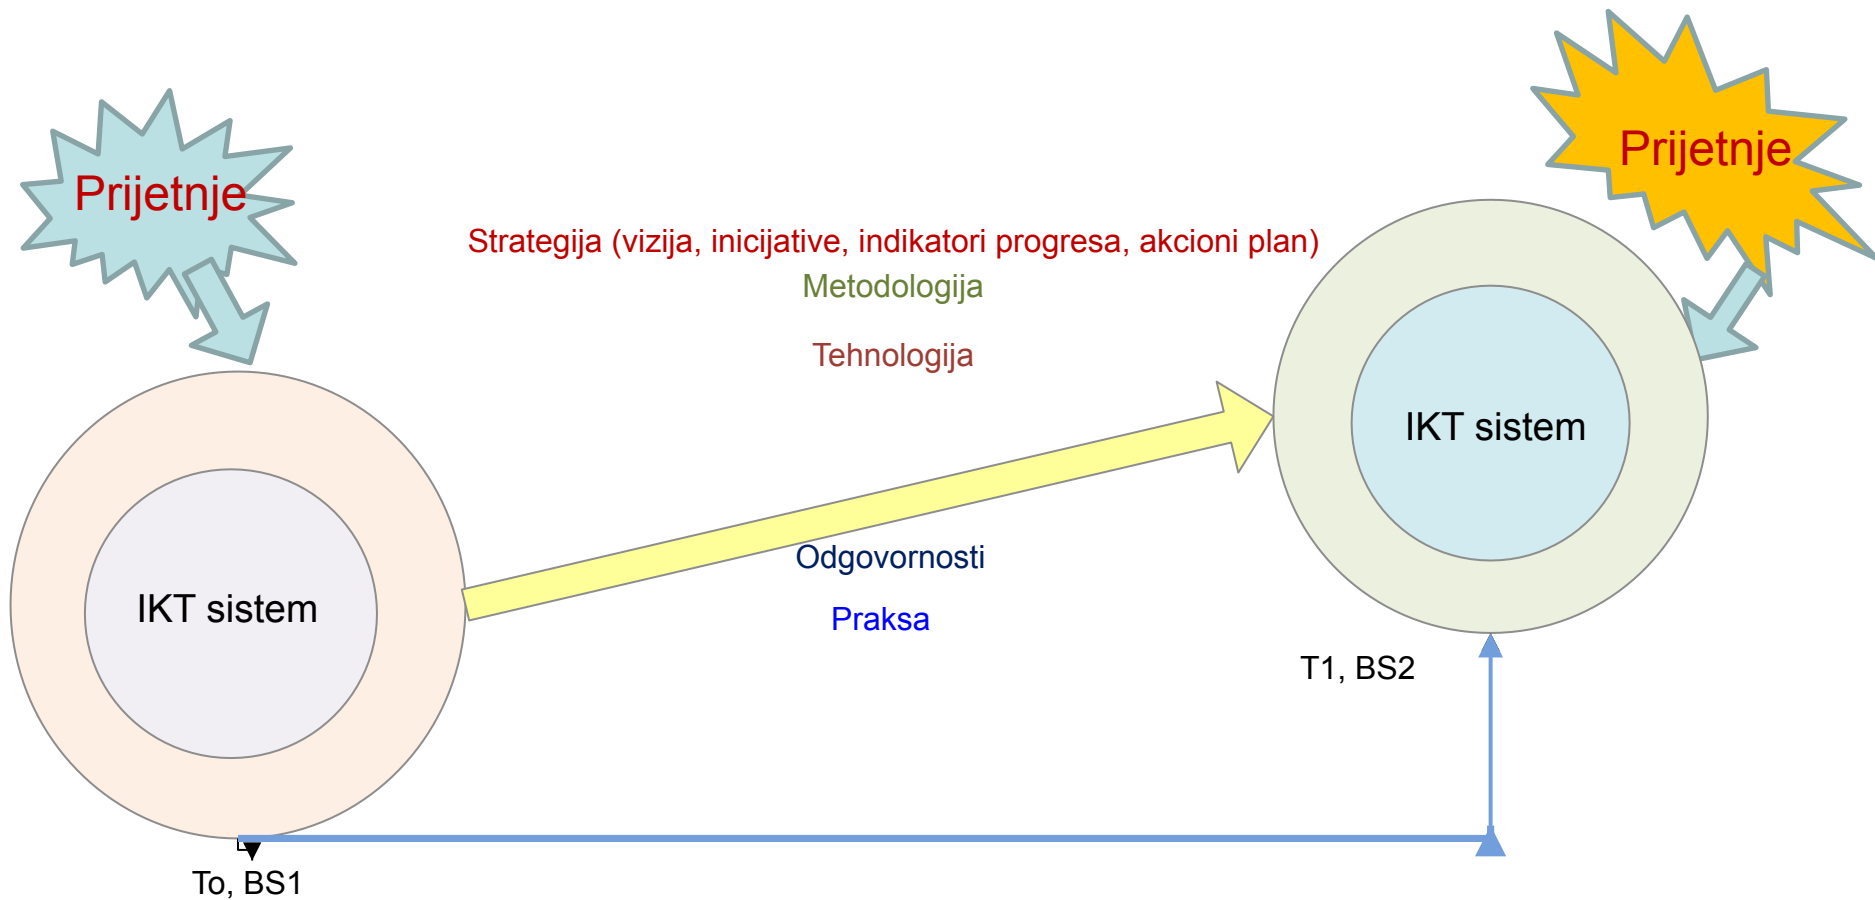 Prijetnje
Prijetnje
Strategija (vizija, inicijative, indikatori progresa, akcioni plan)
Metodologija
Tehnologija
IKT sistem
Odgovornosti
IKT sistem
Praksa
T1, BS2
To, BS1